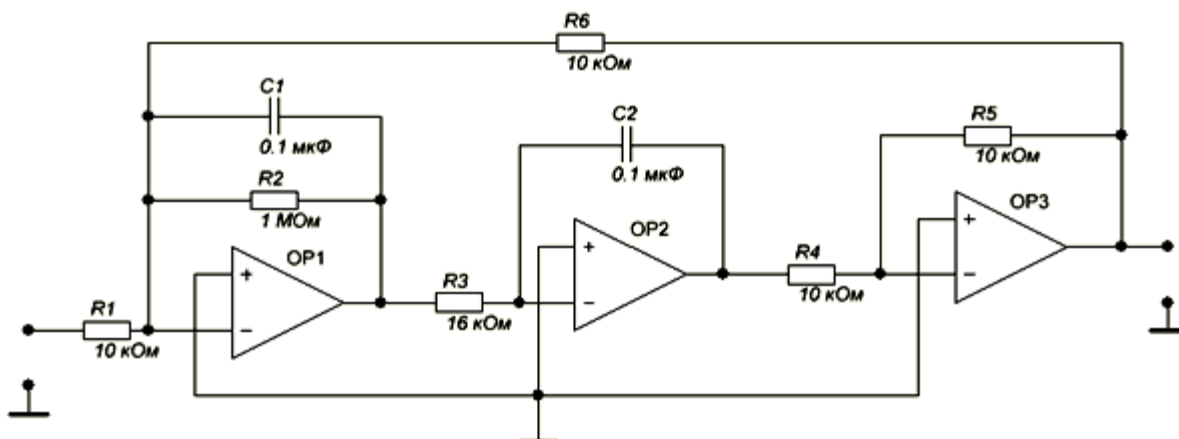 R6
10 кОм
C1
0.1 мкФ
C2
0.1 мкФ
R5
10 кОм
R2
1 МОм
OP1
+
−
OP2
+
−
OP3
+
−
R1
10 кОм
R3
16 кОм
R4
10 кОм